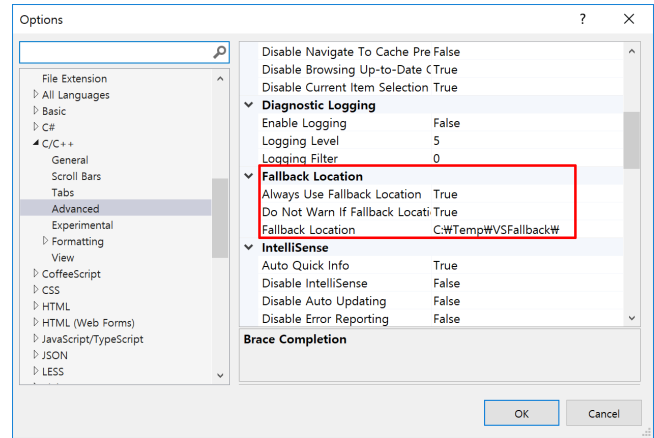 Options
?
File Extension
All Languages
Basic
C#
C/C++
General
Scroll Bars
Tabs
Advanced
Experimental
Formatting
View
CoffeeScript
CSS
HTML
HTML (Web Forms)
JavaScript/TypeScript
JSON
LESS
Disable Navigate To Cache Pre False
Disable Browsing Up-to-Date ( True
Disable Current Item Selection True
Diagnostic Logging
Enable Logging False
Logging Level 5
Logging Filter 0
Fallback Location
Always Use Fallback Location True
Do Not Warn If Fallback Locati True
Fallback Location C:₩Temp₩VSFallback₩
IntelliSense
Auto Quick Info True
Disable IntelliSense False
Disable Auto Updating False
Disable Error Reporting False
Brace Completion
OK
Cancel